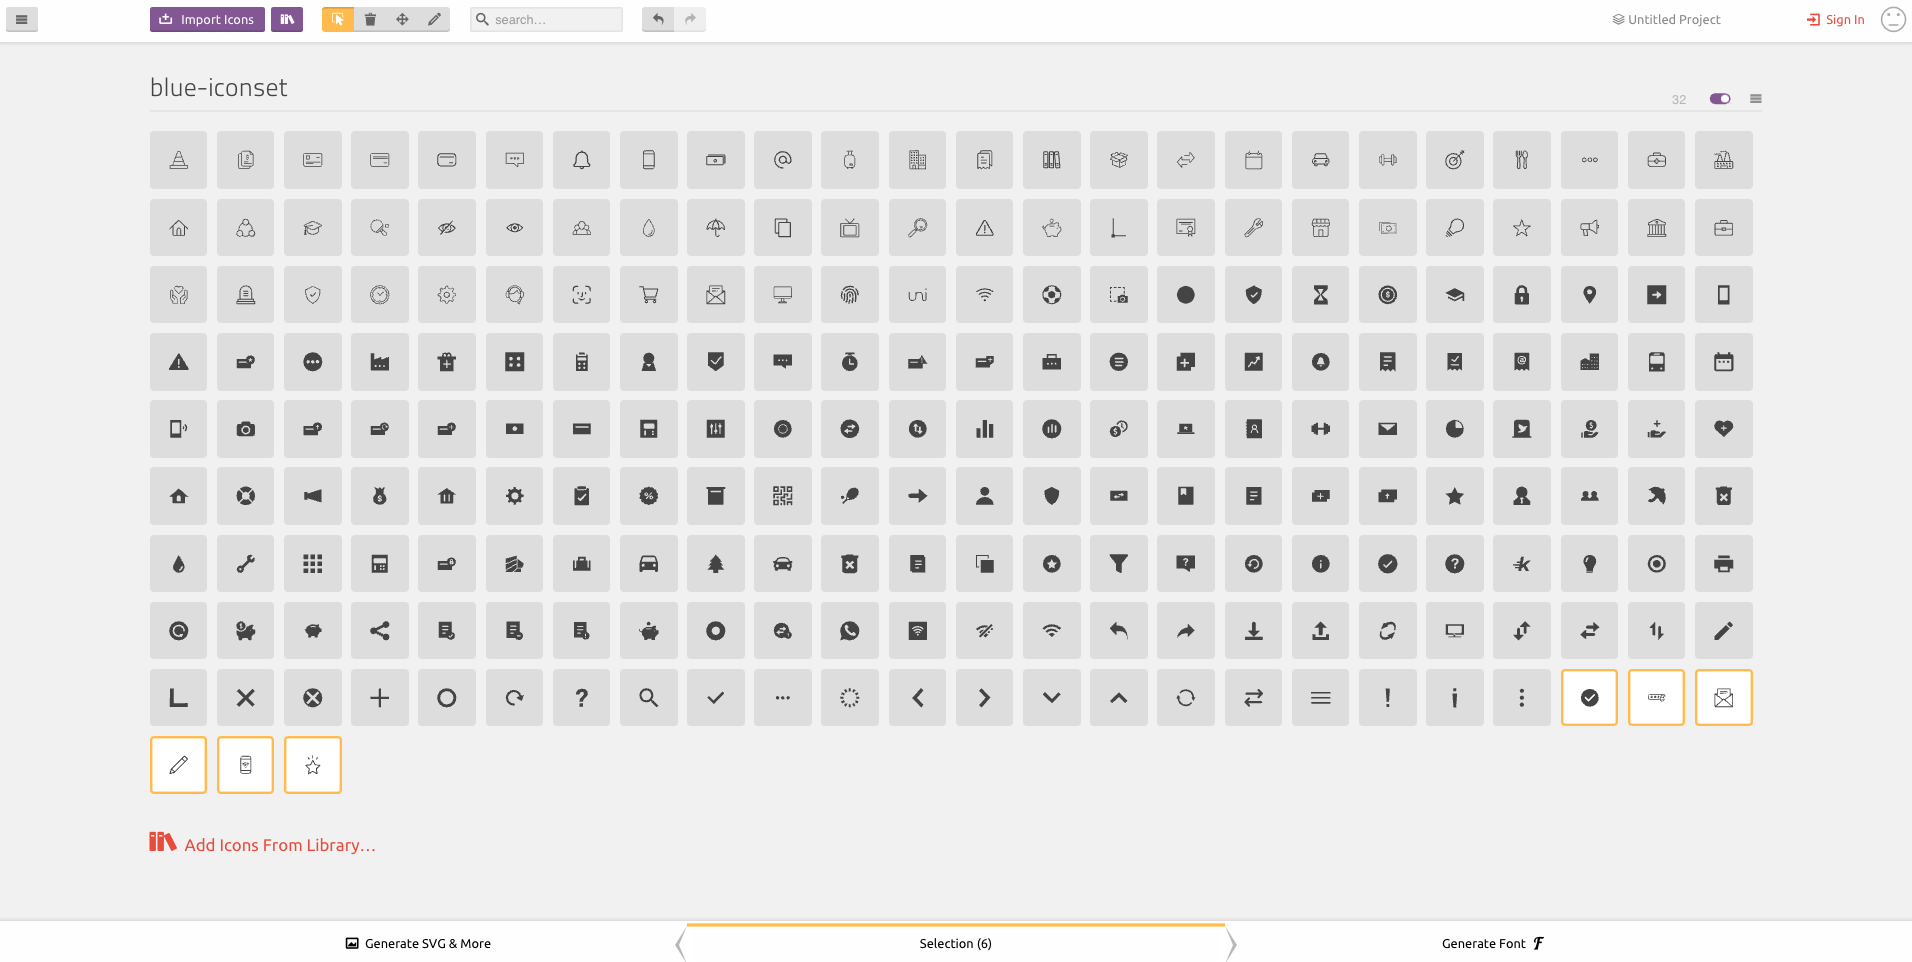 Import Icons
search...
Untitled Project
Sign In
blue-iconset
32
uni
Add Icons From Library...
Generate SVG & More
Selection (6)
Generate Font